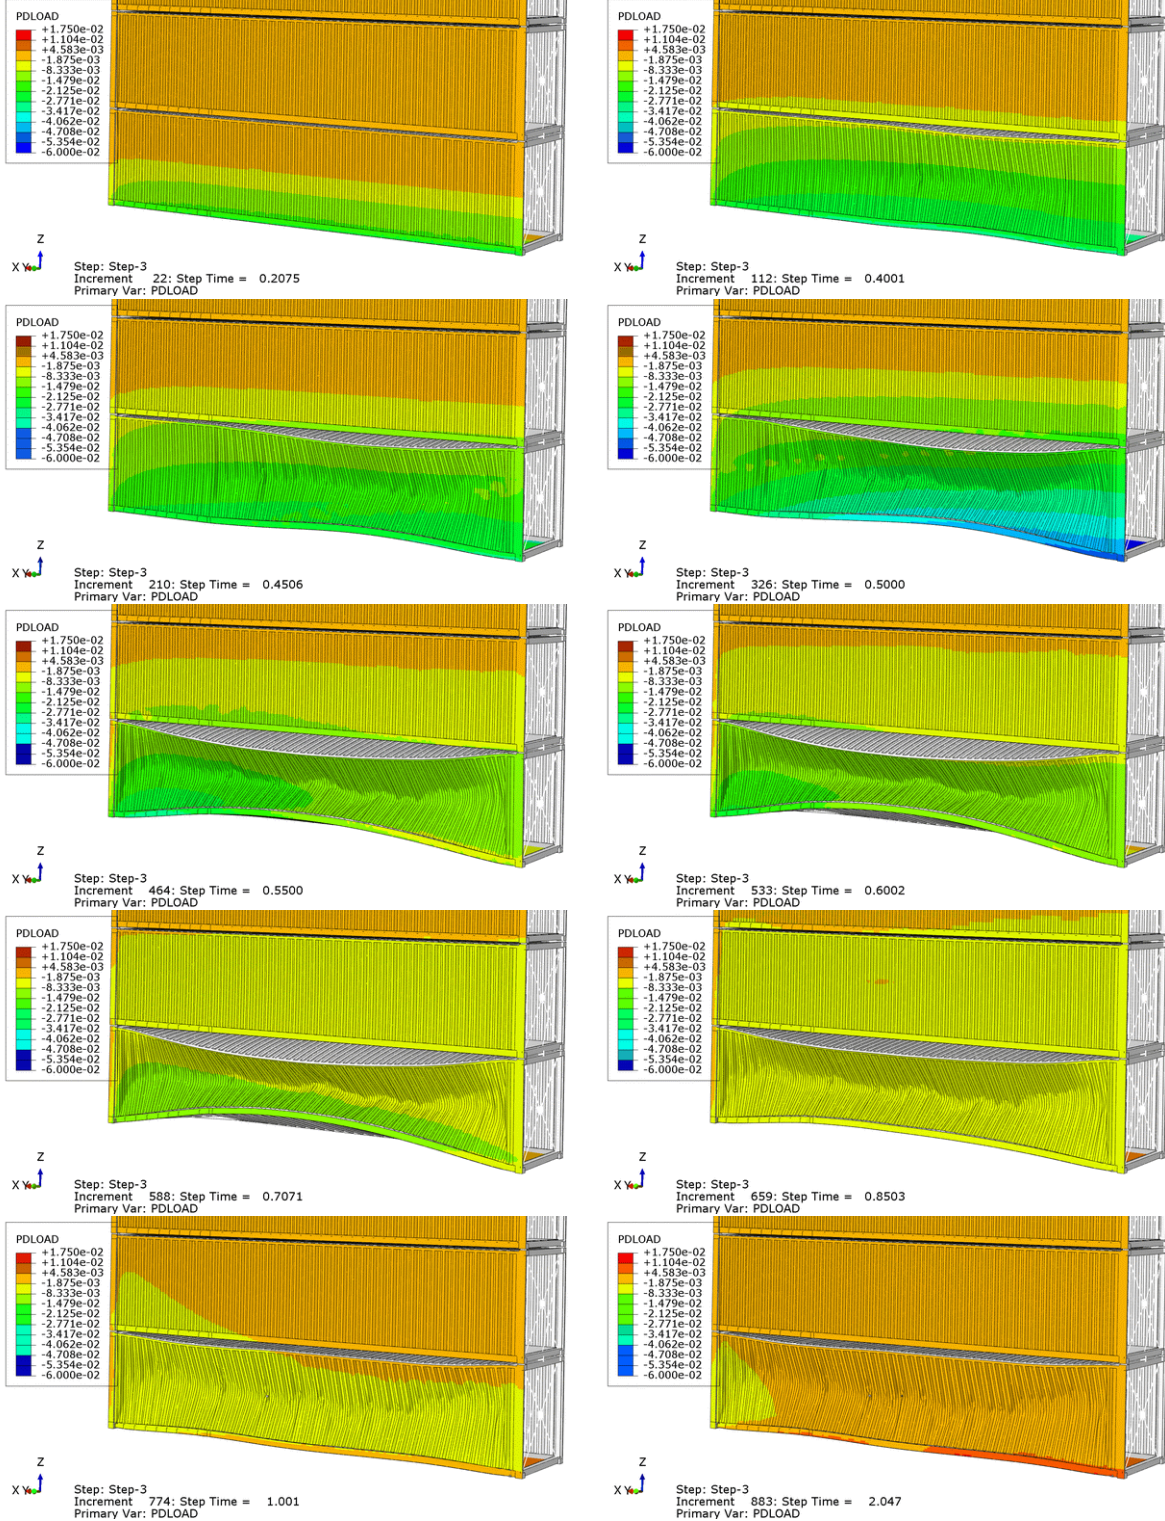 PDLOAD
+1.750e-02
+1.104e-02
+4.583e-03
-1.875e-03
-8.333e-03
-1.479e-02
-2.125e-02
-2.771e-02
-3.417e-02
-4.062e-02
-4.708e-02
-5.354e-02
-6.000e-02
Z
X Y
Step: Step-3
Increment 22: Step Time = 0.2075
Primary Var: PDLOAD
PDLOAD
+1.750e-02
+1.104e-02
+4.583e-03
-1.875e-03
-8.333e-03
-1.479e-02
-2.125e-02
-2.771e-02
-3.417e-02
-4.062e-02
-4.708e-02
-5.354e-02
-6.000e-02
Z
X Y
Step: Step-3
Increment 112: Step Time = 0.4001
Primary Var: PDLOAD
PDLOAD
+1.750e-02
+1.104e-02
+4.583e-03
-1.875e-03
-8.333e-03
-1.479e-02
-2.125e-02
-2.771e-02
-3.417e-02
-4.062e-02
-4.708e-02
-5.354e-02
-6.000e-02
Z
X Y
Step: Step-3
Increment 210: Step Time = 0.4506
Primary Var: PDLOAD
PDLOAD
+1.750e-02
+1.104e-02
+4.583e-03
-1.875e-03
-8.333e-03
-1.479e-02
-2.125e-02
-2.771e-02
-3.417e-02
-4.062e-02
-4.708e-02
-5.354e-02
-6.000e-02
Z
X Y
Step: Step-3
Increment 326: Step Time = 0.5000
Primary Var: PDLOAD
PDLOAD
+1.750e-02
+1.104e-02
+4.583e-03
-1.875e-03
-8.333e-03
-1.479e-02
-2.125e-02
-2.771e-02
-3.417e-02
-4.062e-02
-4.708e-02
-5.354e-02
-6.000e-02
Z
X Y
Step: Step-3
Increment 464: Step Time = 0.5500
Primary Var: PDLOAD
PDLOAD
+1.750e-02
+1.104e-02
+4.583e-03
-1.875e-03
-8.333e-03
-1.479e-02
-2.125e-02
-2.771e-02
-3.417e-02
-4.062e-02
-4.708e-02
-5.354e-02
-6.000e-02
Z
X Y
Step: Step-3
Increment 533: Step Time = 0.6002
Primary Var: PDLOAD
PDLOAD
+1.750e-02
+1.104e-02
+4.583e-03
-1.875e-03
-8.333e-03
-1.479e-02
-2.125e-02
-2.771e-02
-3.417e-02
-4.062e-02
-4.708e-02
-5.354e-02
-6.000e-02
Z
X Y
Step: Step-3
Increment 588: Step Time = 0.7071
Primary Var: PDLOAD
PDLOAD
+1.750e-02
+1.104e-02
+4.583e-03
-1.875e-03
-8.333e-03
-1.479e-02
-2.125e-02
-2.771e-02
-3.417e-02
-4.062e-02
-4.708e-02
-5.354e-02
-6.000e-02
Z
X Y
Step: Step-3
Increment 659: Step Time = 0.8503
Primary Var: PDLOAD
PDLOAD
+1.750e-02
+1.104e-02
+4.583e-03
-1.875e-03
-8.333e-03
-1.479e-02
-2.125e-02
-2.771e-02
-3.417e-02
-4.062e-02
-4.708e-02
-5.354e-02
-6.000e-02
Z
X Y
Step: Step-3
Increment 774: Step Time = 1.001
Primary Var: PDLOAD
PDLOAD
+1.750e-02
+1.104e-02
+4.583e-03
-1.875e-03
-8.333e-03
-1.479e-02
-2.125e-02
-2.771e-02
-3.417e-02
-4.062e-02
-4.708e-02
-5.354e-02
-6.000e-02
Z
X Y
Step: Step-3
Increment 883: Step Time = 2.047
Primary Var: PDLOAD